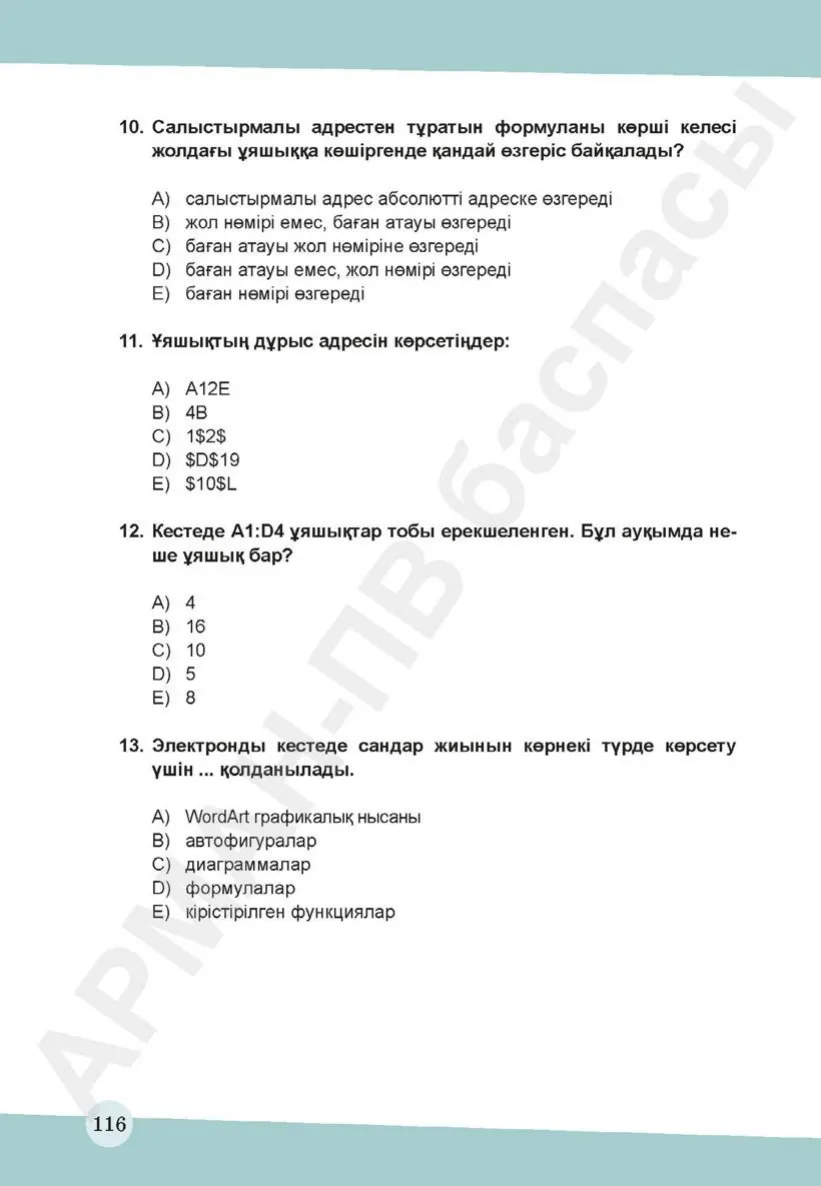 10. Салыстырмалы адрестен тұратын формуланы көрші келесі
жолдағы ұяшыққа көшіргенде қандай өзгеріс байқалады?
A) салыстырмалы адрес абсолютті адреске өзгереді
B) жол нөмірі емес, баған атауы өзгереді
C) баған атауы жол нөміріне өзгереді
D) баған атауы емес, жол нөмірі өзгереді
E) баған нөмірі өзгереді
11. Ұяшықтың дұрыс адресін көрсетіңдер:
A) A12E
B) 4B
C) 1$2$
D) $D$19
E) $10$L
12. Кестеде A1:D4 ұяшықтар тобы ерекшеленген. Бұл ауқымда не-
ше ұяшық бар?
A) 4
B) 16
C) 10
D) 5
E) 8
13. Электронды кестеде сандар жиынын көрнекі түрде көрсету
үшін ... қолданылады.
A) WordArt графикалық нысаны
B) автофигуралар
C) диаграммалар
D) формулалар
E) кірістірілген функциялар
АРМАН-ПВ баспасы
116